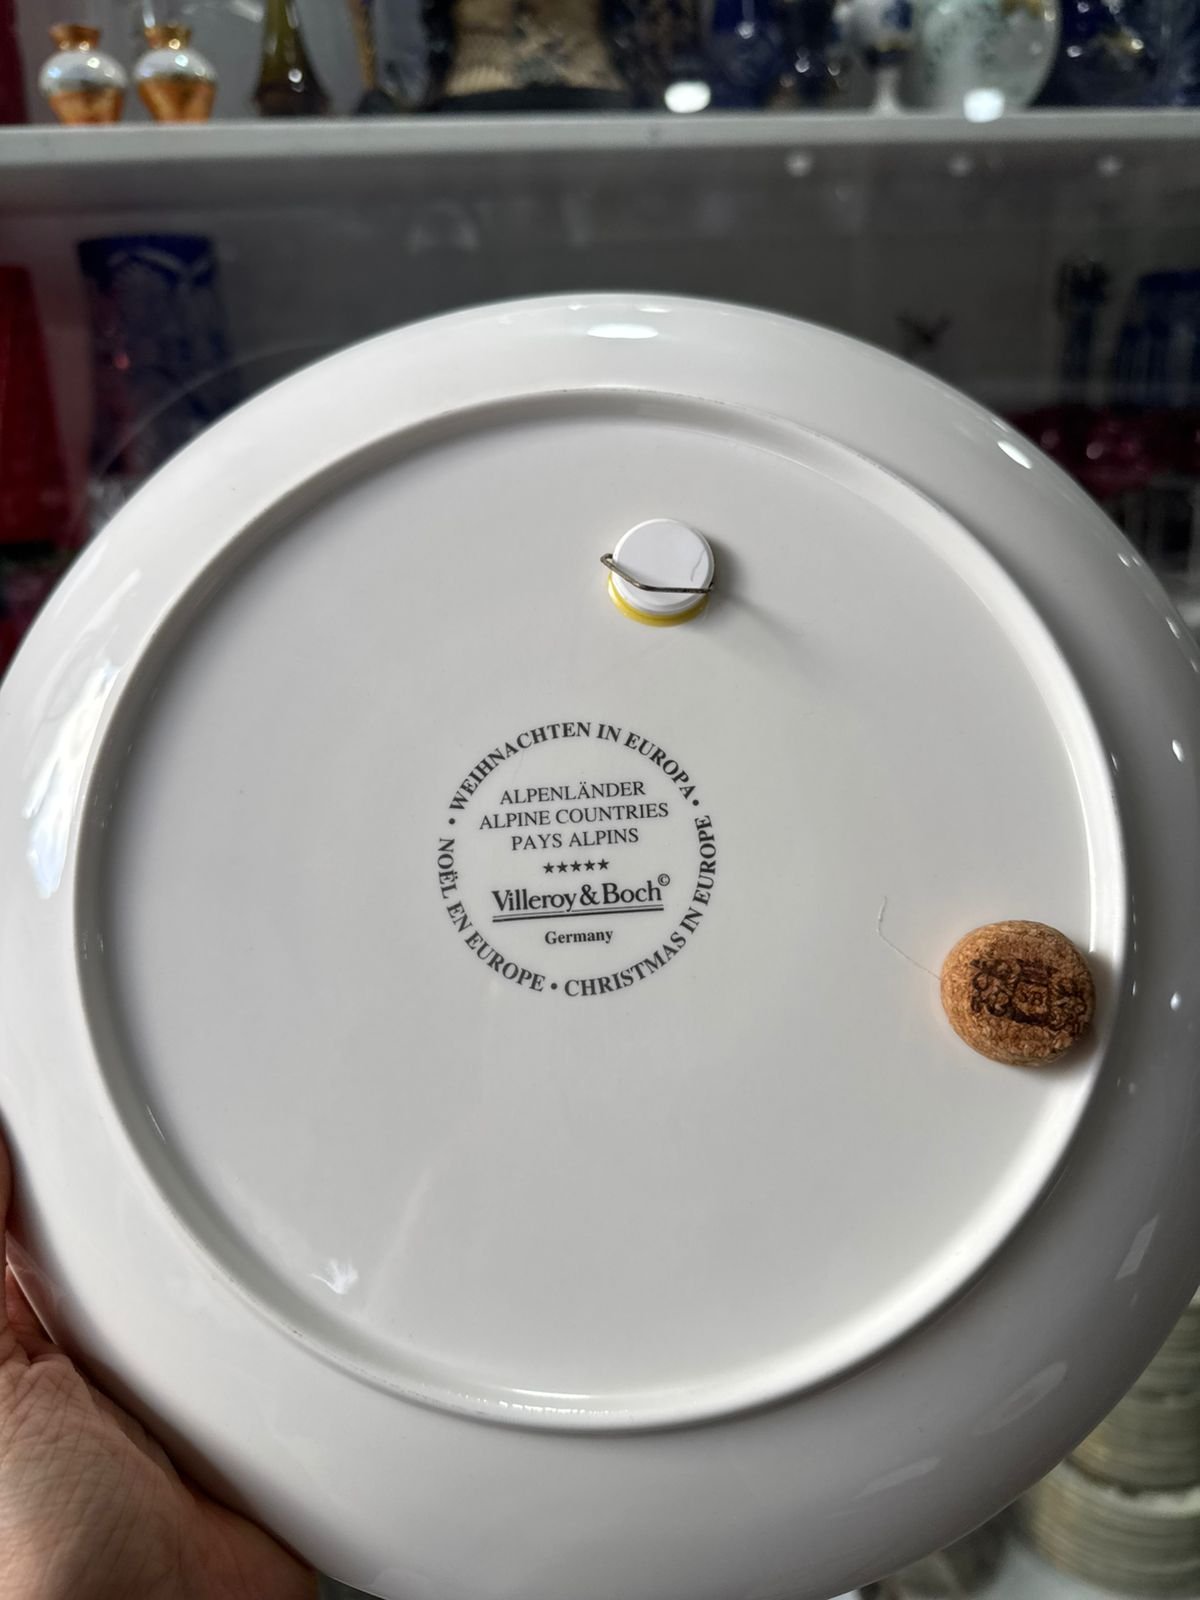 • WEIHNACHTEN IN EUROPA •
ALPENLÄNDER
ALPINE COUNTRIES
PAYS ALPINS
★★★★★
Villeroy & Boch©
Germany
NOËL EN EUROPE • CHRISTMAS IN EUROPE